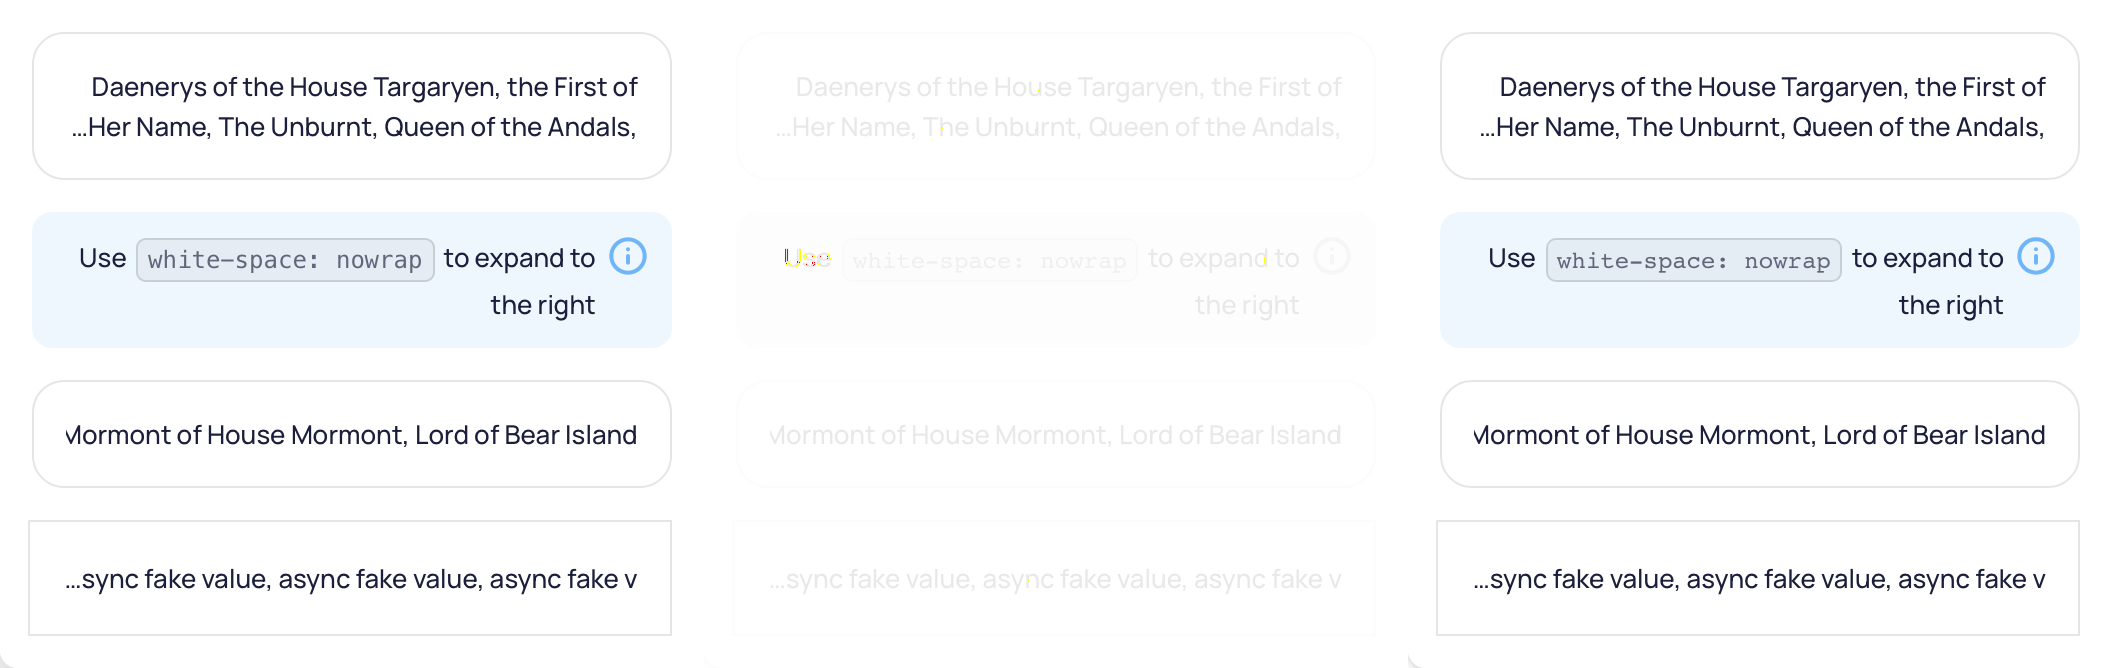 Daenerys of the House Targaryen, the First of
...Her Name, The Unburnt, Queen of the Andals,
Use white-space: nowrap to expand to
the right
Mormont of House Mormont, Lord of Bear Island
...sync fake value, async fake value, async fake v
Daenerys of the House Targaryen, the First of
...Her Name, The Unburnt, Queen of the Andals,
Use white-space: nowrap to expand to
the right
Mormont of House Mormont, Lord of Bear Island
...sync fake value, async fake value, async fake v
Daenerys of the House Targaryen, the First of
...Her Name, The Unburnt, Queen of the Andals,
Use white-space: nowrap to expand to
the right
Mormont of House Mormont, Lord of Bear Island
...sync fake value, async fake value, async fake v